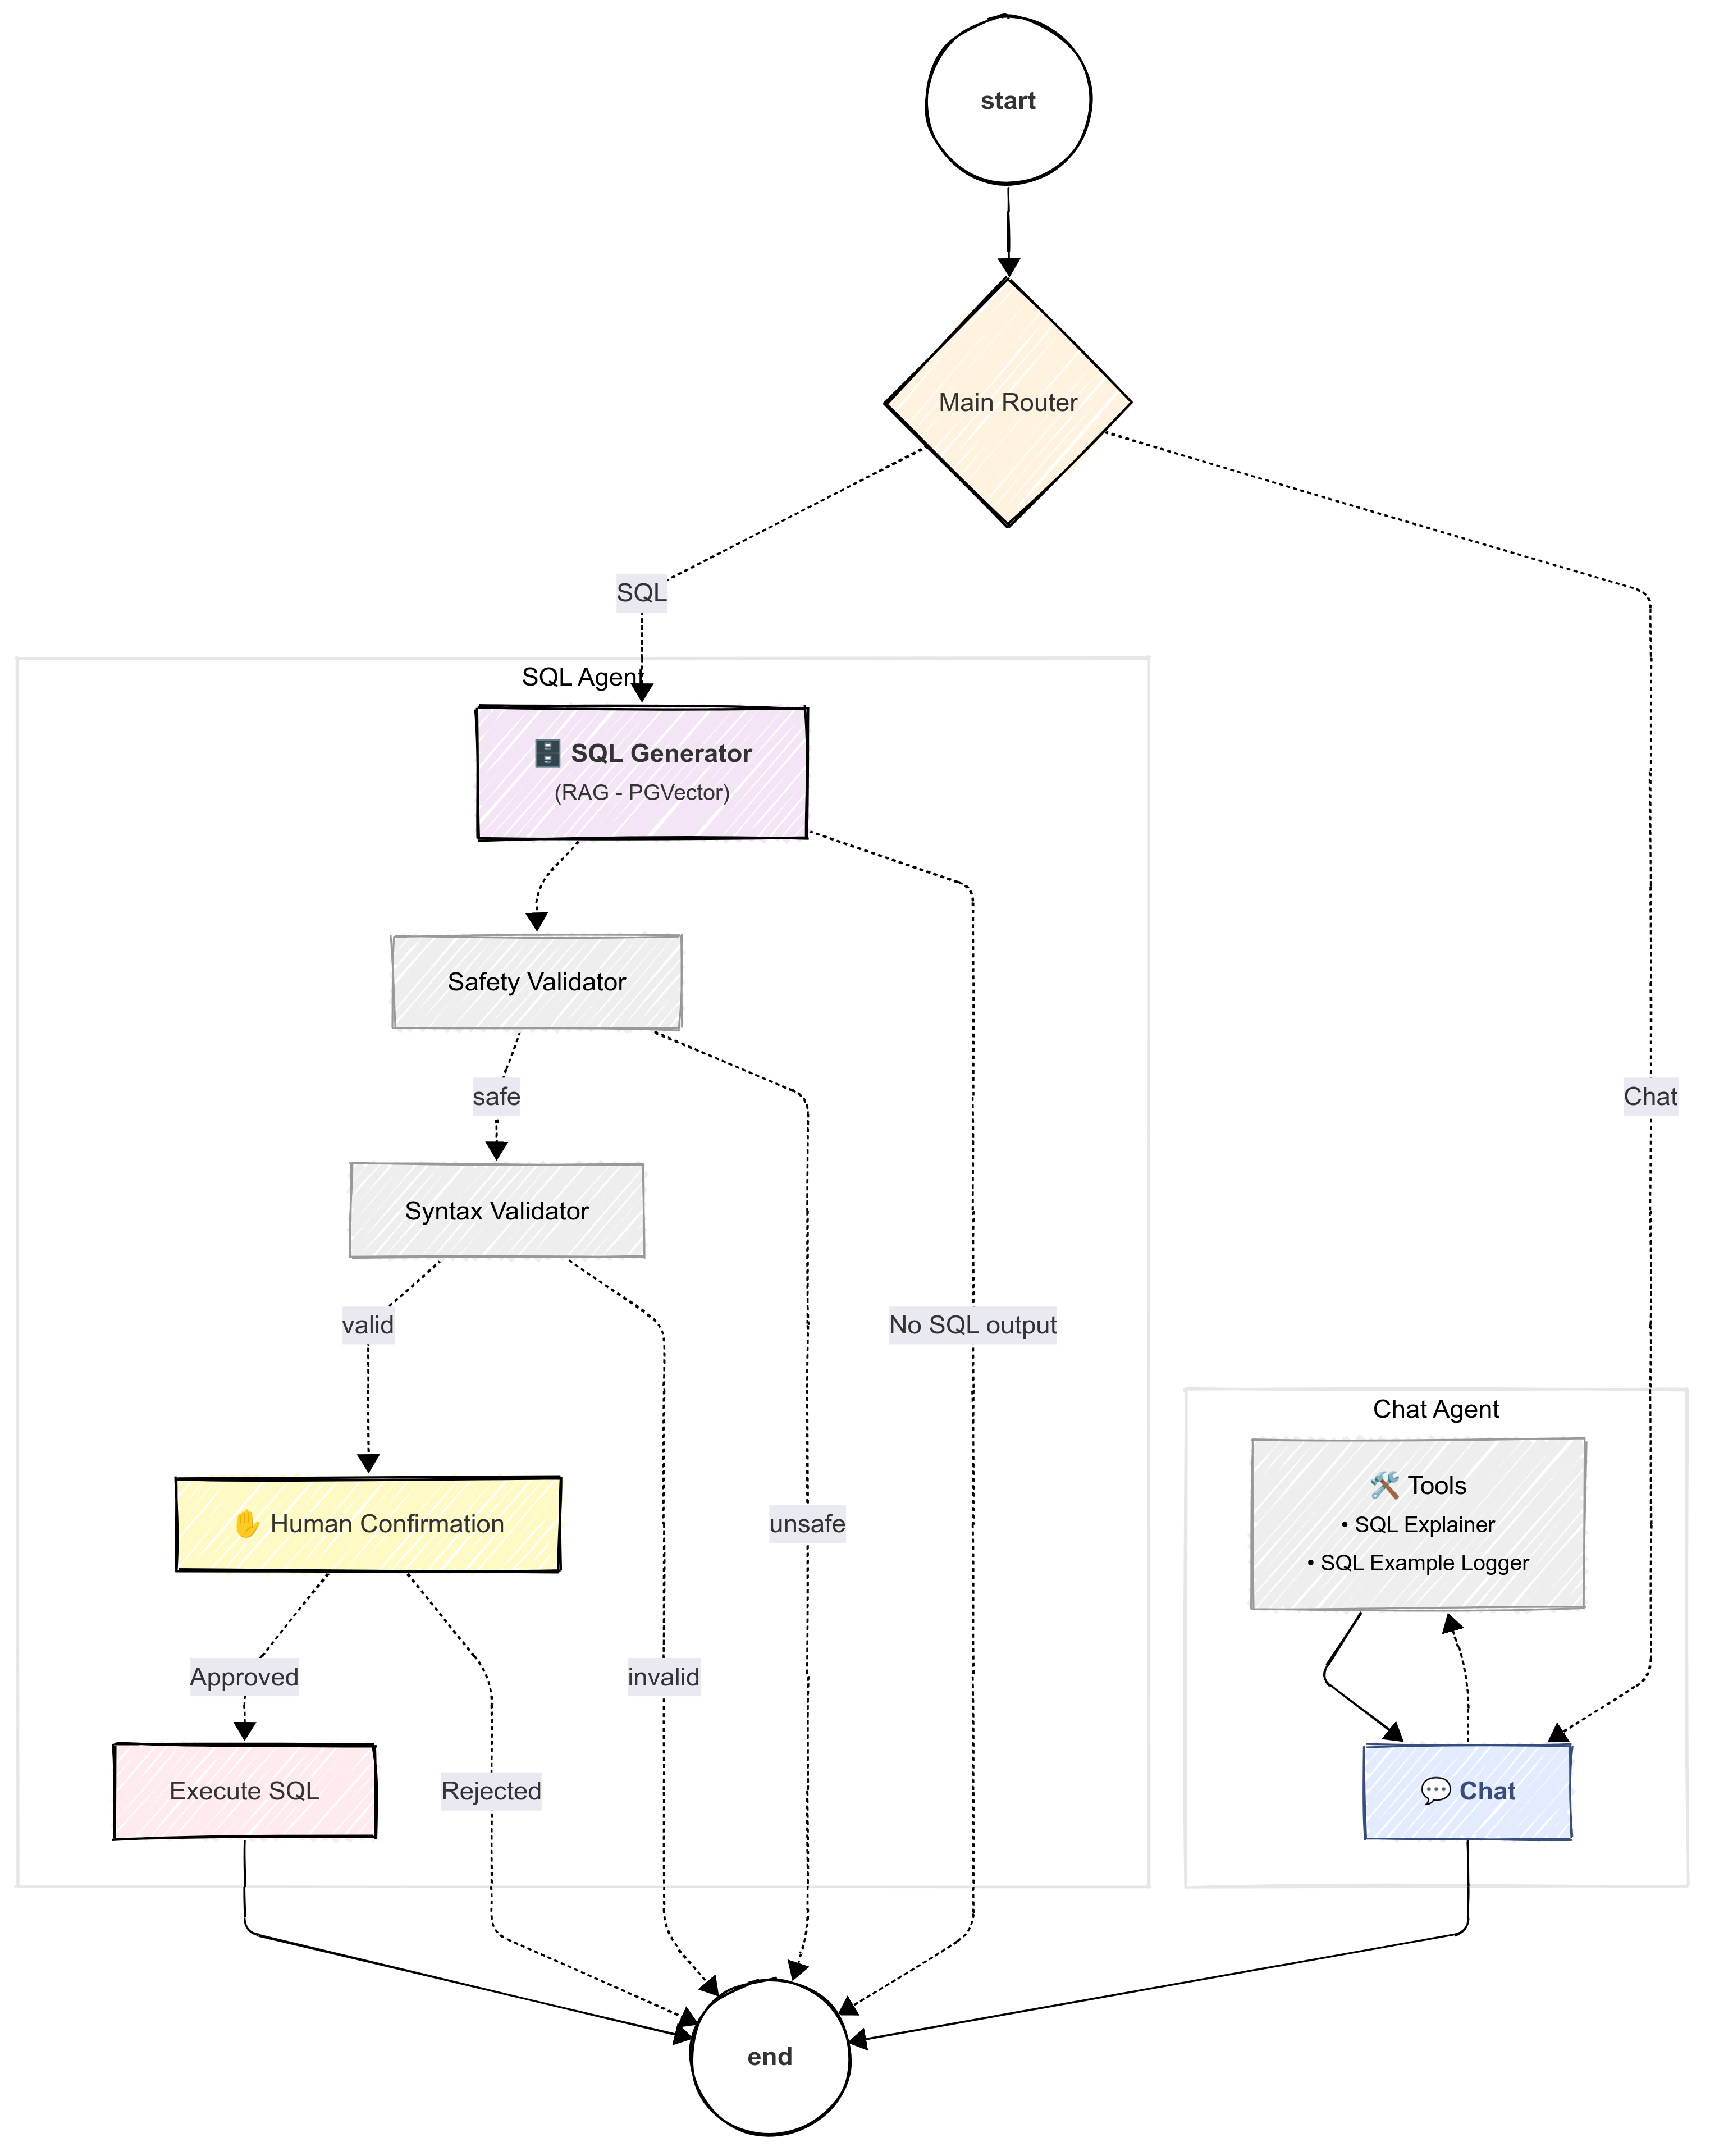 start
Main Router
SQL
SQL Agent
🗄️ SQL Generator
(RAG - PGVector)
Safety Validator
safe
Chat
Syntax Validator
valid
No SQL output
Chat Agent
🛠️ Tools
• SQL Explainer
• SQL Example Logger
✋ Human Confirmation
unsafe
Approved
invalid
Execute SQL
Rejected
💬 Chat
end